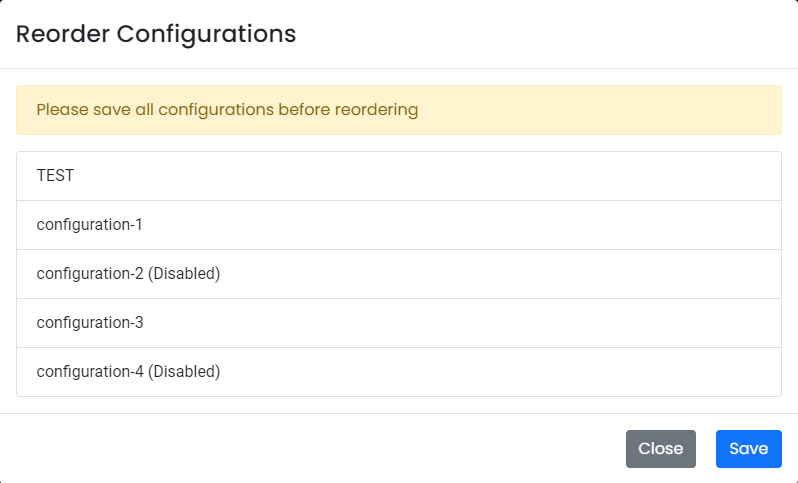 Reorder Configurations
Please save all configurations before reordering
TEST
configuration-1
configuration-2 (Disabled)
configuration-3
configuration-4 (Disabled)
Close Save